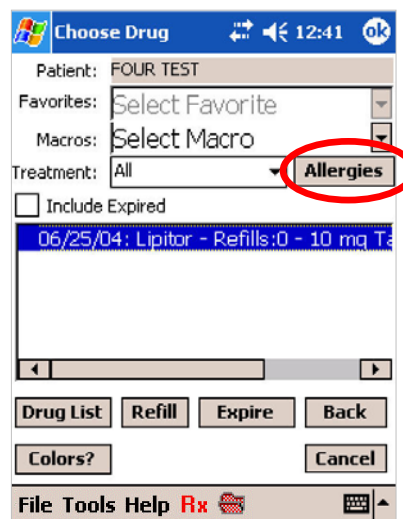 Choose Drug 12:41 ok
Patient: FOUR TEST
Favorites: Select Favorite
Macros: Select Macro
Treatment: All Allergies
Include Expired
06/25/04: Lipitor - Refills:0 - 10 mg Ta
Drug List Refill Expire Back
Colors? Cancel
File Tools Help Rx